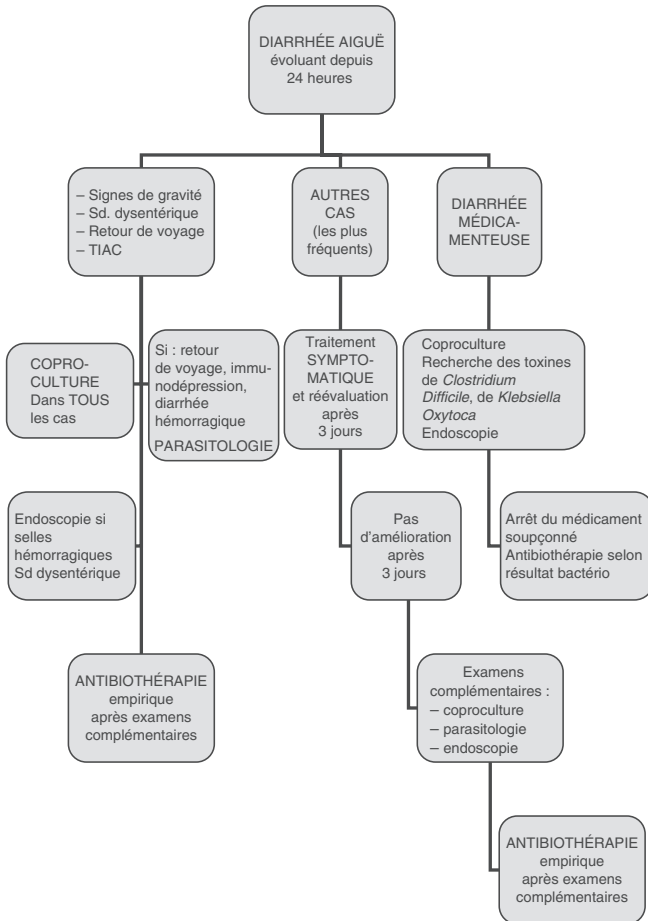 DIARRHÉE AIGUË
évoluant depuis
24 heures
– Signes de gravité
– Sd. dysentérique
– Retour de voyage
– TIAC
AUTRES
CAS
(les plus
fréquents)
DIARRHÉE
MÉDICA-
MENTEUSE
COPRO-
CULTURE
Dans TOUS
les cas
Si : retour
de voyage, immu-
nodépression,
diarrhée
hémorragique
PARASITOLOGIE
Traitement
SYMPTO-
MATIQUE
et réévaluation
après
3 jours
Coproculture
Recherche des toxines
de Clostridium
Difficile, de Klebsiella
Oxytoca
Endoscopie
Endoscopie si
selles
hémorragiques
Sd dysentérique
Pas
d’amélioration
après
3 jours
Arrêt du médicament
soupçonné
Antibiothérapie selon
résultat bactério
ANTIBIOTHÉRAPIE
empirique
après examens
complémentaires
Examens
complémentaires :
– coproculture
– parasitologie
– endoscopie
ANTIBIOTHÉRAPIE
empirique
après examens
complémentaires